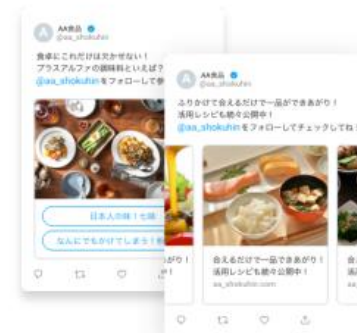 AA食品
@aa_shokuhin
食卓にこれだけは欠かせない！
プラスアルファの調味料といえば？
@aa_shokuhinをフォローして参
日本人の味！七味
なんにでもかけてしまう！
AA食品
@aa_shokuhin
ふりかけて合えるだけで一品ができあがり！
活用レシピも続々公開中！
@aa_shokuhinをフォローしてチェックしてね！
がり！
合えるだけで一品できあがり！
活用レシピも続々公開中！
aa_shokuhin.com
合
活
aa